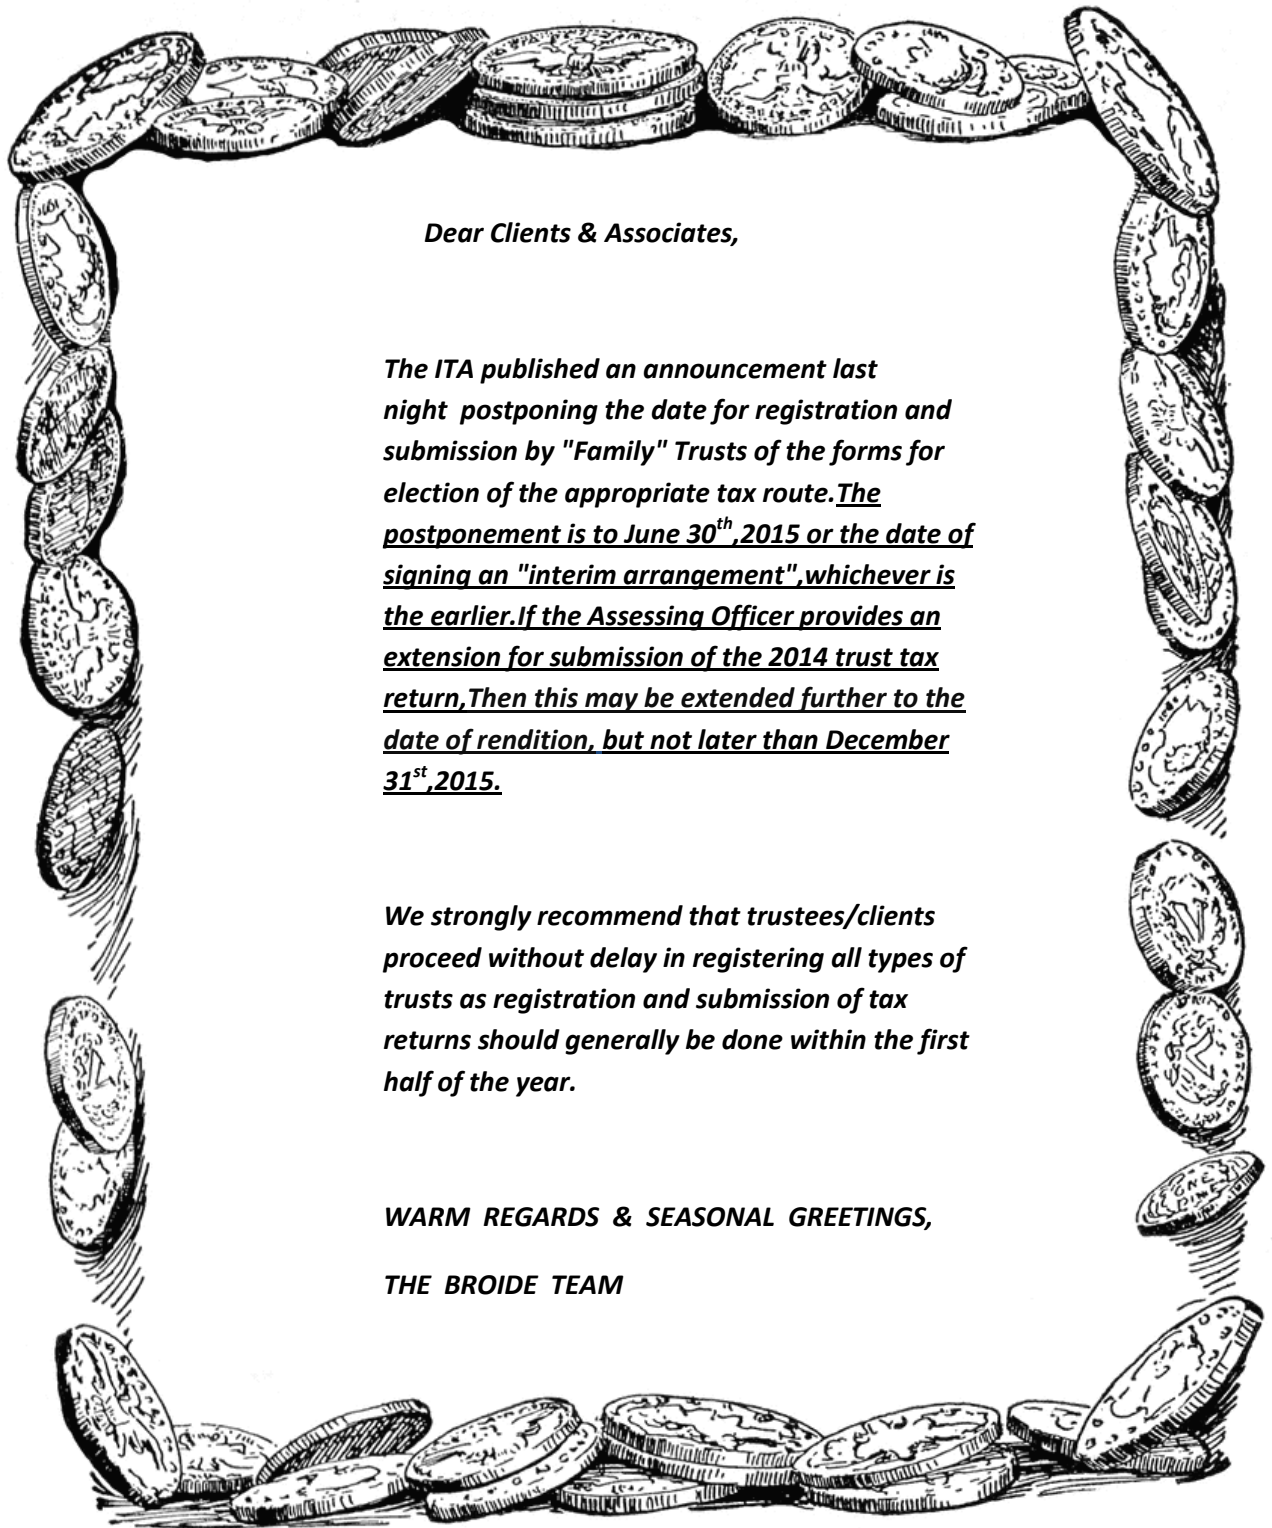 Dear Clients & Associates,
The ITA published an announcement last
night  postponing the date for registration and
submission by "Family" Trusts of the forms for
election of the appropriate tax route.The
postponement is to June 30th,2015 or the date of
signing an "interim arrangement",whichever is
the earlier.If the Assessing Officer provides an
extension for submission of the 2014 trust tax
return,Then this may be extended further to the
date of rendition, but not later than December
31st,2015.
We strongly recommend that trustees/clients
proceed without delay in registering all types of
trusts as registration and submission of tax
returns should generally be done within the first
half of the year.
WARM  REGARDS  &  SEASONAL  GREETINGS,
THE  BROIDE  TEAM